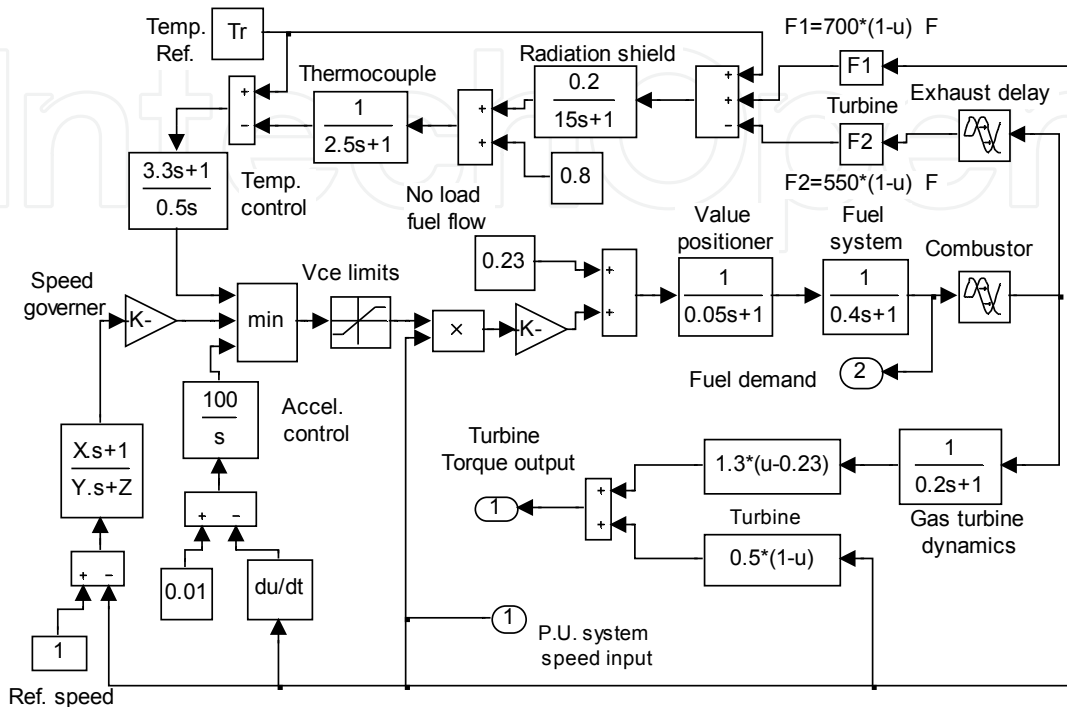 Temp.
Ref.
Tr
F1=700*(1-u) F
Radiation shield
F1
Thermocouple
+
−
0.2
15s+1
+
+
−
Turbine
Exhaust delay
1
2.5s+1
+
+
F2
0.8
F2=550*(1-u) F
3.3s+1
0.5s
Temp.
control
No load
fuel flow
Value
positioner
Fuel
system
Combustor
0.23
Speed
governer
Vce limits
+
+
1
0.05s+1
1
0.4s+1
-K-
min
×
-K-
Fuel demand
2
100
s
Accel.
control
X.s+1
Y.s+Z
Turbine
Torque output
1.3*(u-0.23)
1
0.2s+1
1
+
+
Turbine
Gas turbine
dynamics
+ −
+ −
0.5*(1-u)
0.01
du/dt
1
1
P.U. system
speed input
Ref. speed
IntechOpen